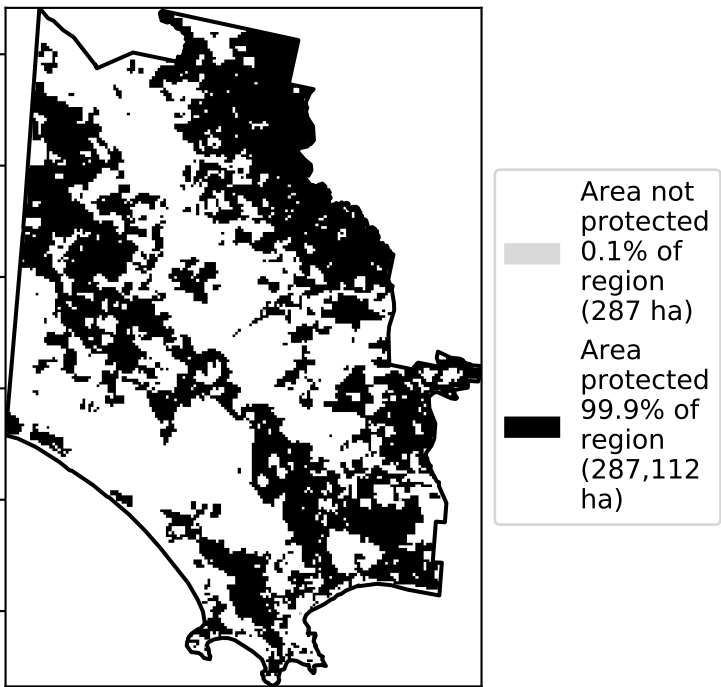 Area not
protected
0.1% of
region
(287 ha)
Area
protected
99.9% of
region
(287,112
ha)